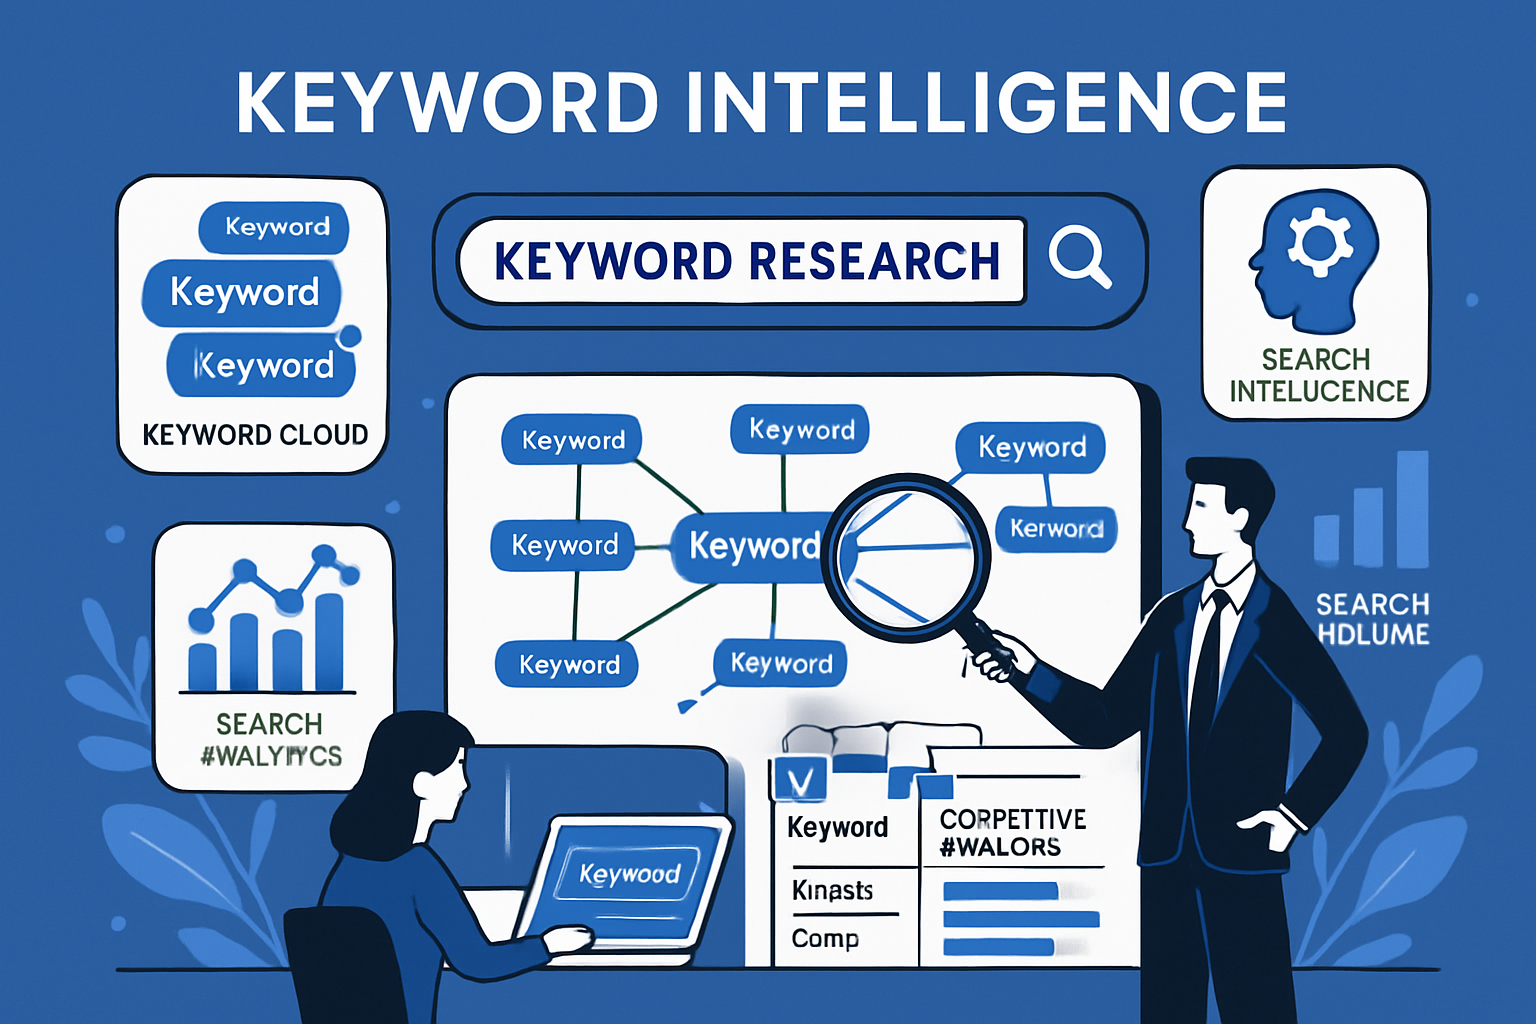 KEYWORD INTELLIGENCE
Keyword
Keyword
Keyword
KEYWORD CLOUD
KEYWORD RESEARCH
SEARCH
INTELUCENCE
Keyword
Keyword
Keyword
Keyword
Keyword
Kerword
Keyword
Keyword
SEARCH
HDLUME
SEARCH
Keywood
Keyword
Kinasts
Comp
CORPETTIVE
#WALORS